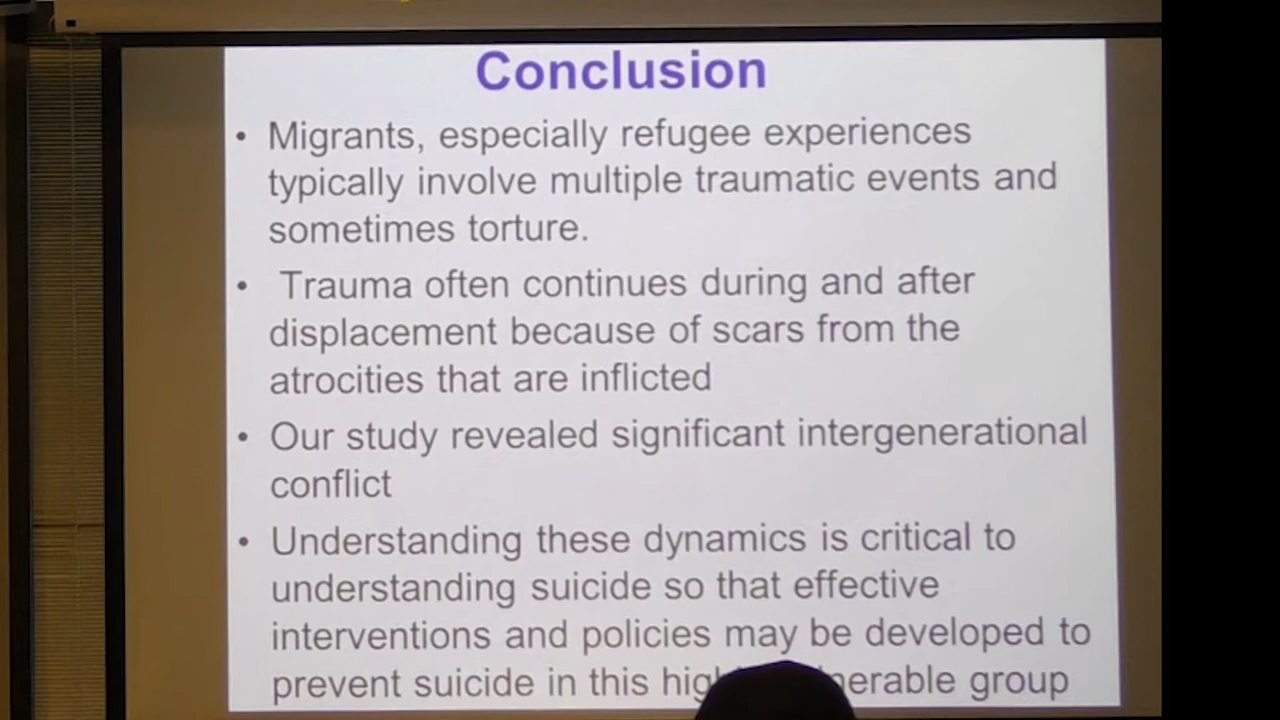 Conclusion
• Migrants, especially refugee experiences
typically involve multiple traumatic events and
sometimes torture.
• Trauma often continues during and after
displacement because of scars from the
atrocities that are inflicted
• Our study revealed significant intergenerational
conflict
• Understanding these dynamics is critical to
understanding suicide so that effective
interventions and policies may be developed to
prevent suicide in this group